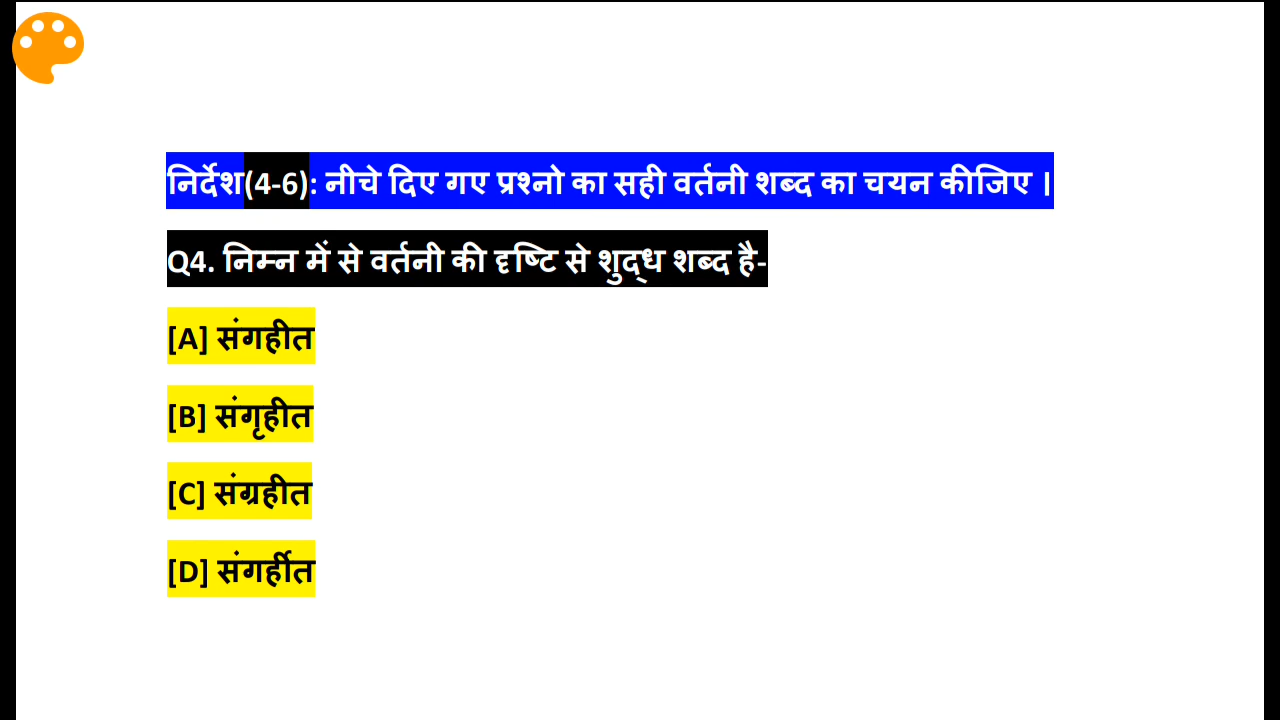 निर्देश(4-6): नीचे दिए गए प्रश्नो का सही वर्तनी शब्द का चयन कीजिए ।
Q4. निम्न में से वर्तनी की दृष्टि से शुद्ध शब्द है-
[A] संगहीत
[B] संगृहीत
[C] संग्रहीत
[D] संगर्हीत